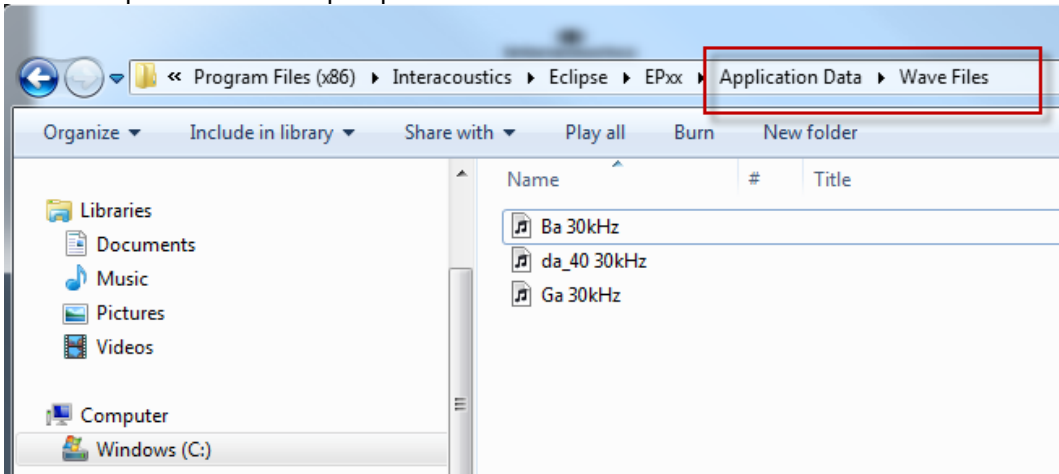 « Program Files (x86) ▸ Interacoustics ▸ Eclipse ▸ EPxx ▸ Application Data ▸ Wave Files
Organize ▾ Include in library ▾ Share with ▾ Play all Burn New folder
Name # Title
Libraries
Documents
Music
Pictures
Videos
Computer
Windows (C:)
Ba 30kHz
da_40 30kHz
Ga 30kHz